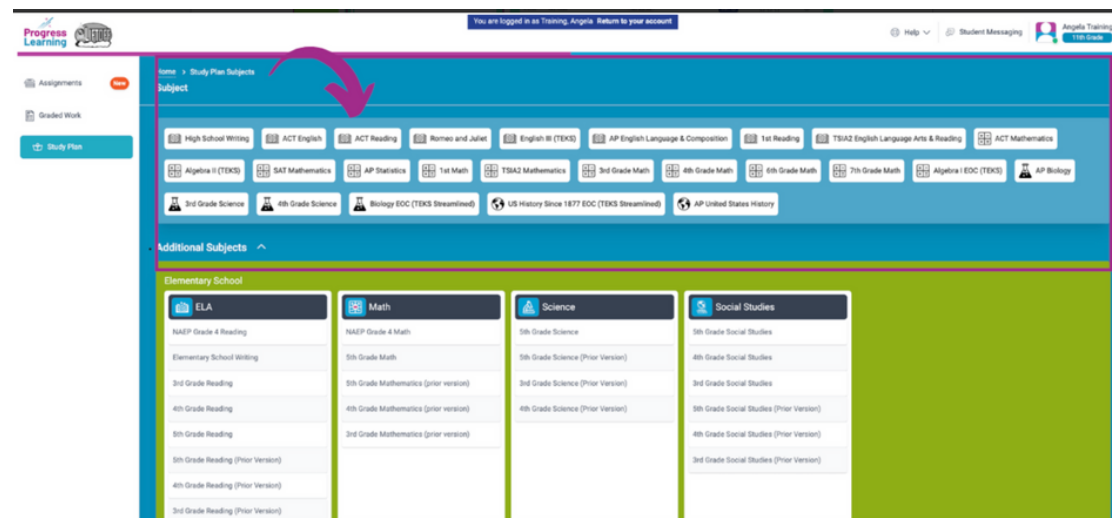 You are logged in as Training, Angela Return to your account
Progress Learning
Help
Student Messaging
Angela Training
11th Grade
Assignments
New
Graded Work
Study Plan
Home > Study Plan Subjects
Subject
High School Writing
ACT English
ACT Reading
Romeo and Juliet
English III (TEKS)
AP English Language & Composition
1st Reading
TSIA2 English Language Arts & Reading
ACT Mathematics
Algebra II (TEKS)
SAT Mathematics
AP Statistics
1st Math
TSIA2 Mathematics
3rd Grade Math
4th Grade Math
6th Grade Math
7th Grade Math
Algebra I EOC (TEKS)
AP Biology
3rd Grade Science
4th Grade Science
Biology EOC (TEKS Streamlined)
US History Since 1877 EOC (TEKS Streamlined)
AP United States History
Additional Subjects
Elementary School
ELA
NAEP Grade 4 Reading
Elementary School Writing
3rd Grade Reading
4th Grade Reading
5th Grade Reading
5th Grade Reading (Prior Version)
4th Grade Reading (Prior Version)
3rd Grade Reading (Prior Version)
Math
NAEP Grade 4 Math
5th Grade Math
5th Grade Mathematics (prior version)
4th Grade Mathematics (prior version)
3rd Grade Mathematics (prior version)
Science
5th Grade Science
5th Grade Science (Prior Version)
3rd Grade Science (Prior Version)
4th Grade Science (Prior Version)
Social Studies
5th Grade Social Studies
4th Grade Social Studies
3rd Grade Social Studies
5th Grade Social Studies (Prior Version)
4th Grade Social Studies (Prior Version)
3rd Grade Social Studies (Prior Version)